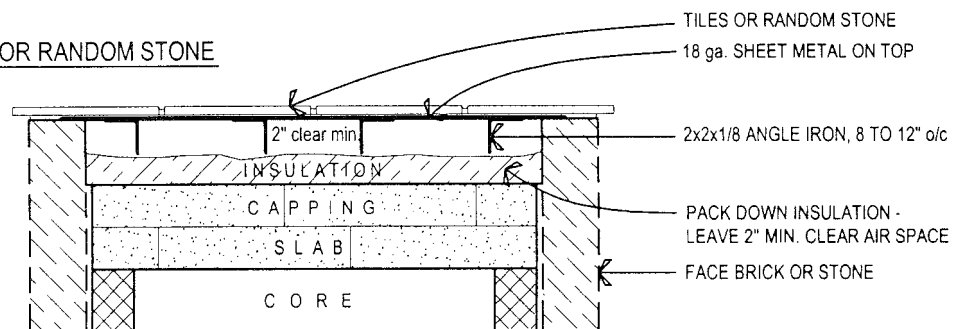 TILES OR RANDOM STONE
OR RANDOM STONE
18 ga. SHEET METAL ON TOP
2" clear min.
2x2x1/8 ANGLE IRON, 8 TO 12" o/c
INSULATION
CAPPING
PACK DOWN INSULATION -
LEAVE 2" MIN. CLEAR AIR SPACE
SLAB
FACE BRICK OR STONE
CORE